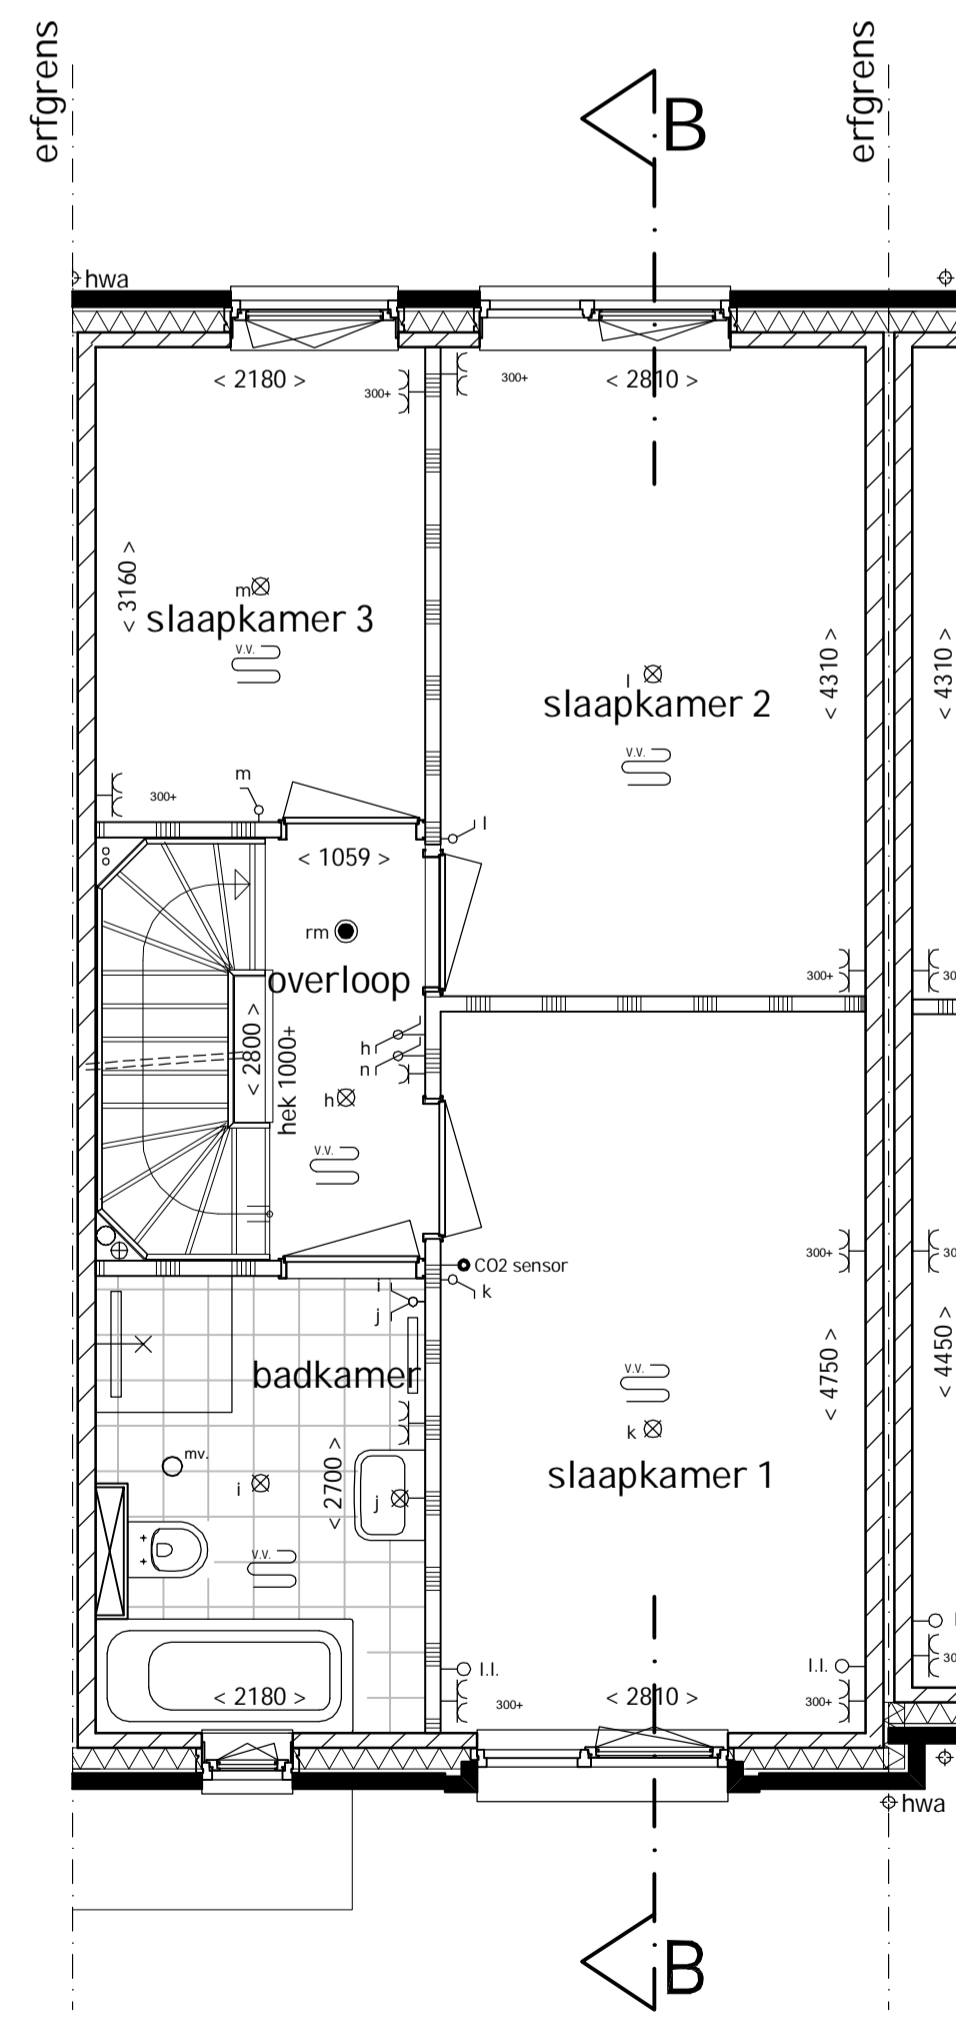 erfgrens
erfgrens
B
hwa
< 2180 >
300+
300+
< 2810 >
< 3160 >
m
slaapkamer 3
v.v.
l
slaapkamer 2
v.v.
< 4310 >
< 4310 >
m
300+
l
< 1059 >
rm
overloop
300+
30
h
n
< 2800 >
hek 1000+
h
v.v.
300+
30
CO2 sensor
k
i
j
badkamer
v.v.
k
slaapkamer 1
< 4750 >
< 4450 >
mv.
i
< 2700 >
j
v.v.
l
l.l.
l.l.
30
< 2180 >
300+
< 2810 >
300+
hwa
B